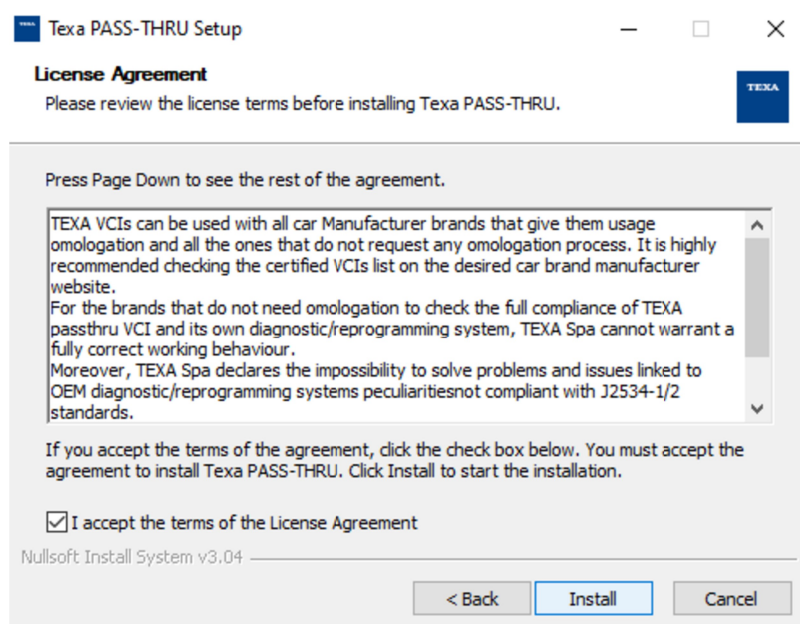 TEXA
Texa PASS-THRU Setup
License Agreement
Please review the license terms before installing Texa PASS-THRU.
TEXA
Press Page Down to see the rest of the agreement.
TEXA VCIs can be used with all car Manufacturer brands that give them usage
omologation and all the ones that do not request any omologation process. It is highly
recommended checking the certified VCIs list on the desired car brand manufacturer
website.
For the brands that do not need omologation to check the full compliance of TEXA
passthru VCI and its own diagnostic/reprogramming system, TEXA Spa cannot warrant a
fully correct working behaviour.
Moreover, TEXA Spa declares the impossibility to solve problems and issues linked to
OEM diagnostic/reprogramming systems peculiaritiesnot compliant with J2534-1/2
standards.
If you accept the terms of the agreement, click the check box below. You must accept the
agreement to install Texa PASS-THRU. Click Install to start the installation.
I accept the terms of the License Agreement
Nullsoft Install System v3.04
< Back
Install
Cancel